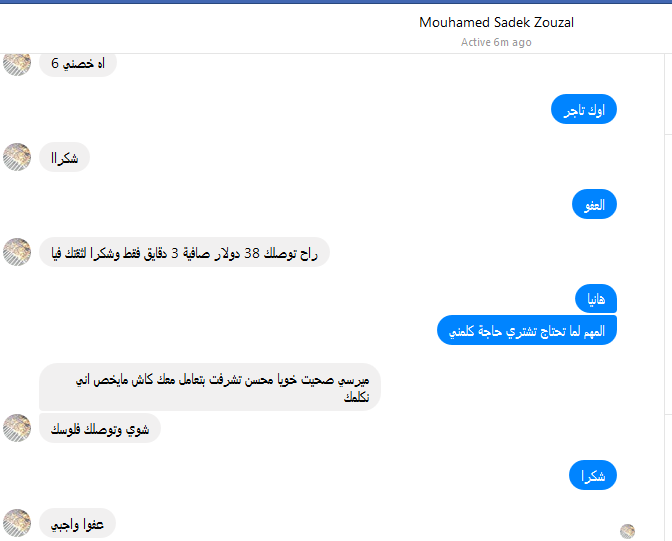 Mouhamed Sadek Zouzal
Active 6m ago
اه خصني 6
اوك تاجر
شكراا
العفو
راح توصلك 38 دولار صافية 3 دقايق فقط وشكرا لثقتك فيا
هانيا
المهم لما تحتاج تشتري حاجة كلمني
ميرسي صحيت خويا محسن تشرفت بتعامل معك كاش مايخص اني
نكلمك
شوي وتوصلك فلوسك
شكرا
عفوا واجبي